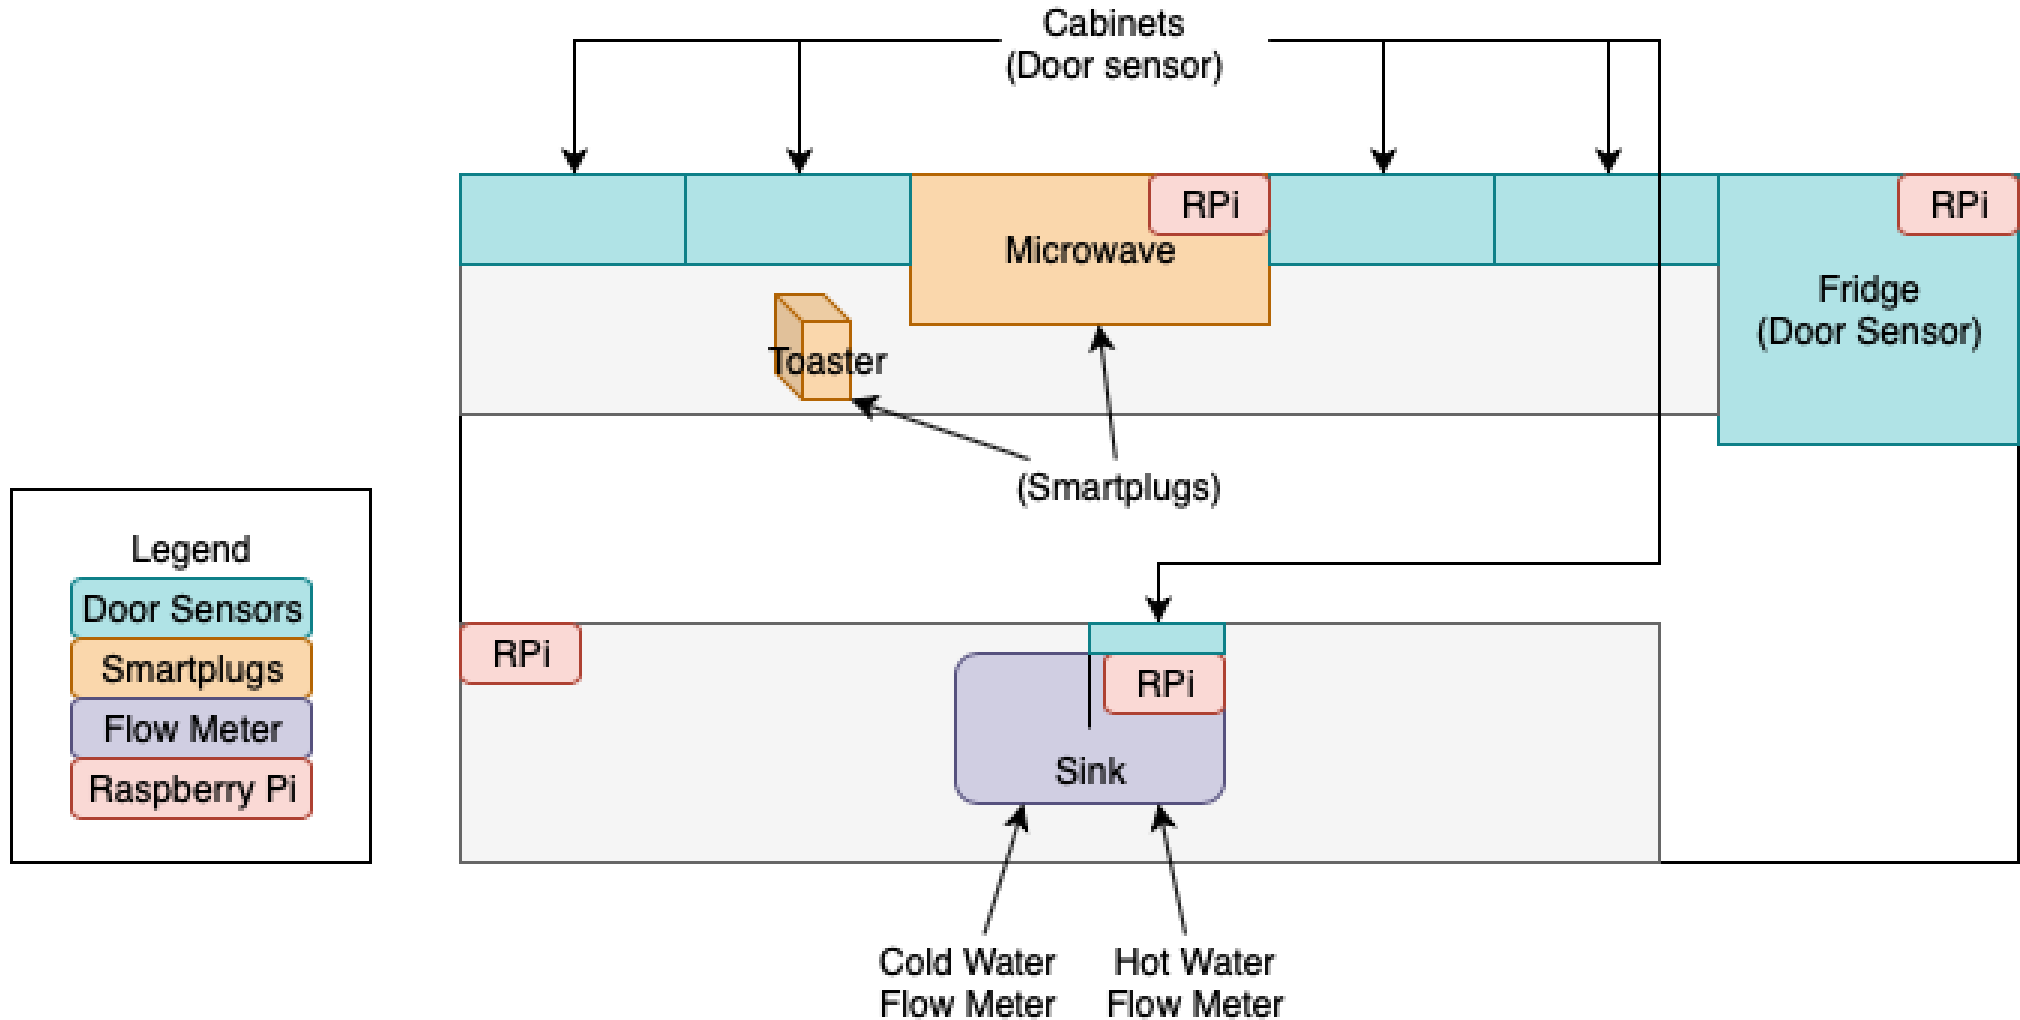 Cabinets
(Door sensor)
RPi
RPi
Microwave
Fridge
(Door Sensor)
Toaster
(Smartplugs)
Legend
Door Sensors
Smartplugs
Flow Meter
Raspberry Pi
RPi
RPi
Sink
Cold Water
Flow Meter
Hot Water
Flow Meter